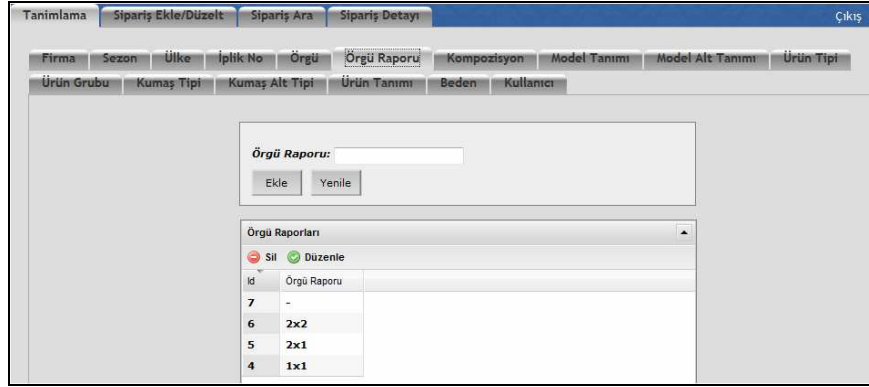 Tanimlama Sipariş Ekle/Düzelt Sipariş Ara Sipariş Detayı Çıkış
Firma Sezon Ülke İplik No Örgü Örgü Raporu Kompozisyon Model Tanımı Model Alt Tanımı Ürün Tipi
Ürün Grubu Kumaş Tipi Kumaş Alt Tipi Ürün Tanımı Beden Kullanıcı
Örgü Raporu:
Ekle Yenile
Örgü Raporları
Sil Düzenle
Id Örgü Raporu
7 -
6 2x2
5 2x1
4 1x1